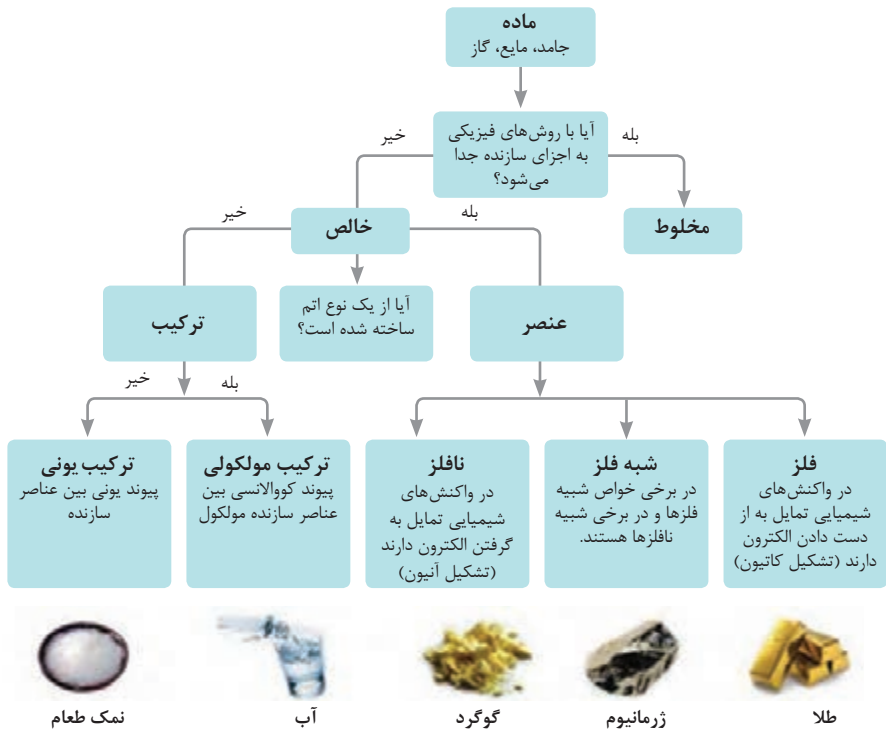 ماده
جامد، مایع، گاز
آیا با روش‌های فیزیکی
به اجزای سازنده جدا
می‌شود؟
بله
خیر
مخلوط
خالص
بله
خیر
آیا از یک نوع اتم
ساخته شده است؟
عنصر
ترکیب
بله
خیر
فلز
در واکنش‌های
شیمیایی تمایل به از
دست دادن الکترون
دارند (تشکیل کاتیون)
شبه فلز
در برخی خواص شبیه
فلزها و در برخی شبیه
نافلزها هستند.
نافلز
در واکنش‌های
شیمیایی تمایل به
گرفتن الکترون دارند
(تشکیل آنیون)
ترکیب مولکولی
پیوند کووالانسی بین
عناصر سازنده مولکول
ترکیب یونی
پیوند یونی بین عناصر
سازنده
طلا
ژرمانیوم
گوگرد
آب
نمک طعام